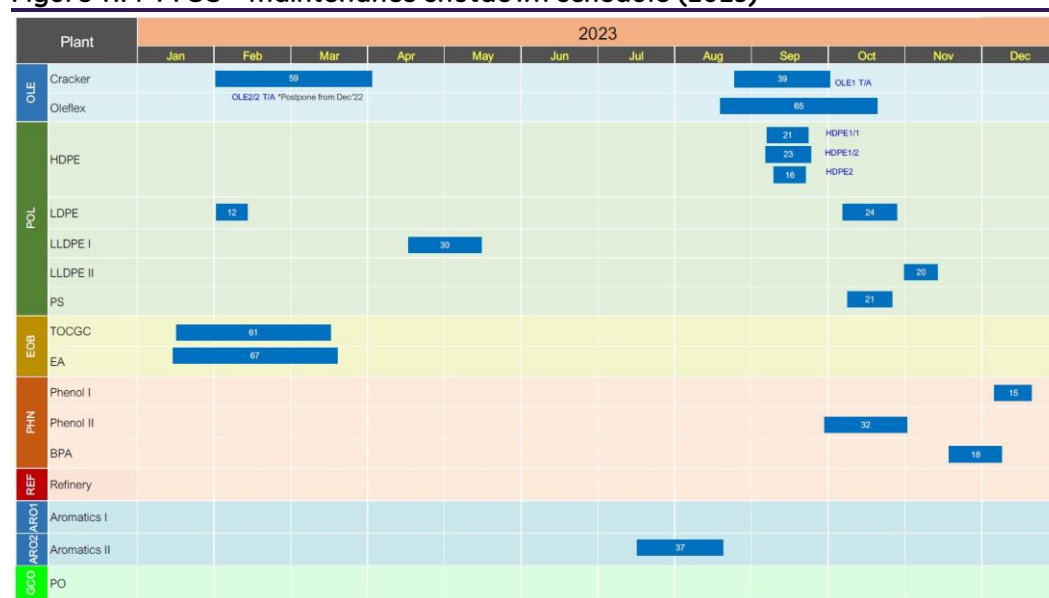 Plant
2023
Jan Feb Mar Apr May Jun Jul Aug Sep Oct Nov Dec
OLE
Cracker 59 39 OLE1 T/A
OLE2/2 T/A *Postpone from Dec'22
Oleflex 65
POL
HDPE
21 HDPE1/1
23 HDPE1/2
16 HDPE2
LDPE 12 24
LLDPE I 30
LLDPE II 20
PS 21
EOB
TOCGC 61
EA 67
PHN
Phenol I 15
Phenol II 32
BPA 18
REF
Refinery
ARO1
Aromatics I
ARO2
Aromatics II 37
GCO
PO